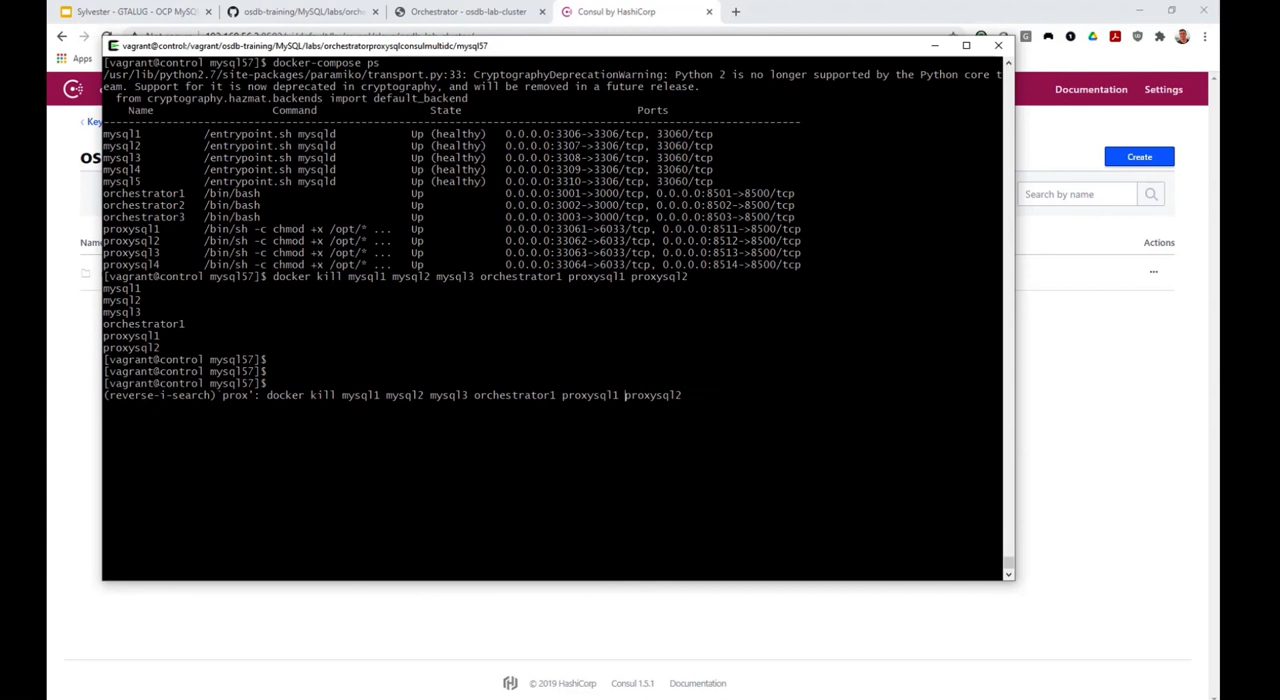 Sylvester - GTALUG - OCP MySQ
osdb-training/MySQL/labs/orche
Orchestrator - osdb-lab-cluster
Consul by HashiCorp
Apps
vagrant@control:/vagrant/osdb-training/MySQL/labs/orchestratorproxysqlconsulmultidc/mysql57
[vagrant@control mysql57]$ docker-compose ps
/usr/lib/python2.7/site-packages/paramiko/transport.py:33: CryptographyDeprecationWarning: Python 2 is no longer supported by the Python core t
eam. Support for it is now deprecated in cryptography, and will be removed in a future release.
from cryptography.hazmat.backends import default_backend
Name Command State Ports
--------------------------------------------------------------------------------
mysql1 /entrypoint.sh mysqld Up (healthy) 0.0.0.0:3306->3306/tcp, 33060/tcp
mysql2 /entrypoint.sh mysqld Up (healthy) 0.0.0.0:3307->3306/tcp, 33060/tcp
mysql3 /entrypoint.sh mysqld Up (healthy) 0.0.0.0:3308->3306/tcp, 33060/tcp
mysql4 /entrypoint.sh mysqld Up (healthy) 0.0.0.0:3309->3306/tcp, 33060/tcp
mysql5 /entrypoint.sh mysqld Up (healthy) 0.0.0.0:3310->3306/tcp, 33060/tcp
orchestrator1 /bin/bash Up 0.0.0.0:3001->3000/tcp, 0.0.0.0:8501->8500/tcp
orchestrator2 /bin/bash Up 0.0.0.0:3002->3000/tcp, 0.0.0.0:8502->8500/tcp
orchestrator3 /bin/bash Up 0.0.0.0:3003->3000/tcp, 0.0.0.0:8503->8500/tcp
proxysql1 /bin/sh -c chmod +x /opt/* ... Up 0.0.0.0:33061->6033/tcp, 0.0.0.0:8511->8500/tcp
proxysql2 /bin/sh -c chmod +x /opt/* ... Up 0.0.0.0:33062->6033/tcp, 0.0.0.0:8512->8500/tcp
proxysql3 /bin/sh -c chmod +x /opt/* ... Up 0.0.0.0:33063->6033/tcp, 0.0.0.0:8513->8500/tcp
proxysql4 /bin/sh -c chmod +x /opt/* ... Up 0.0.0.0:33064->6033/tcp, 0.0.0.0:8514->8500/tcp
[vagrant@control mysql57]$ docker kill mysql1 mysql2 mysql3 orchestrator1 proxysql1 proxysql2
mysql1
mysql2
mysql3
orchestrator1
proxysql1
proxysql2
[vagrant@control mysql57]$
[vagrant@control mysql57]$
[vagrant@control mysql57]$
(reverse-i-search)`prox': docker kill mysql1 mysql2 mysql3 orchestrator1 proxysql1 proxysql2
Documentation Settings
< Key
os
Create
Search by name
Name
Actions
...
© 2019 HashiCorp Consul 1.5.1 Documentation